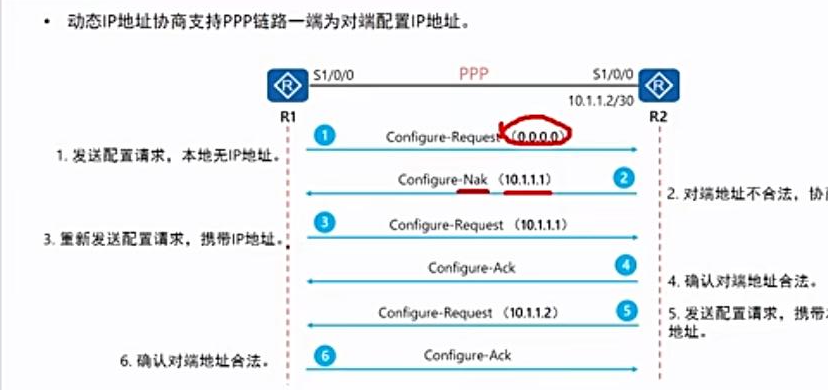 • 动态IP地址协商支持PPP链路一端为对端配置IP地址。
S1/0/0 PPP S1/0/0
10.1.1.2/30
R1 R2
1 Configure-Request （0.0.0.0）
1. 发送配置请求，本地无IP地址。
Configure-Nak （10.1.1.1） 2
2. 对端地址不合法，协
3 Configure-Request （10.1.1.1）
3. 重新发送配置请求，携带IP地址。
Configure-Ack 4
4. 确认对端地址合法。
Configure-Request （10.1.1.2） 5
5. 发送配置请求，携带
地址。
6 Configure-Ack
6. 确认对端地址合法。